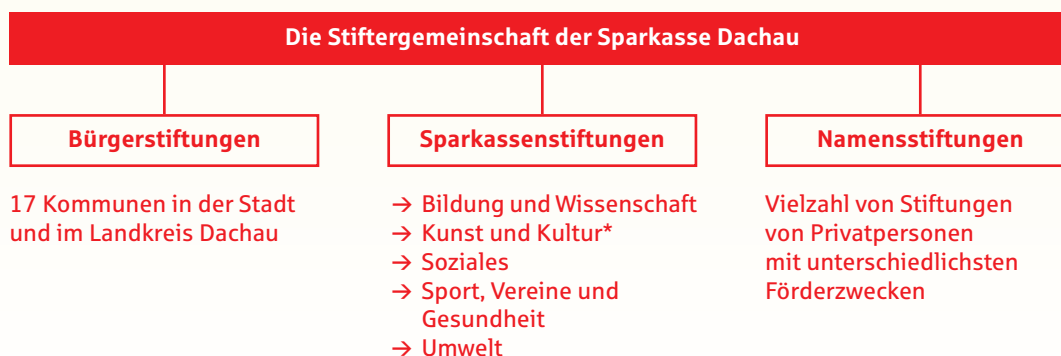 Die Stiftergemeinschaft der Sparkasse Dachau
Bürgerstiftungen
17 Kommunen in der Stadt
und im Landkreis Dachau
Sparkassenstiftungen
→ Bildung und Wissenschaft
→ Kunst und Kultur*
→ Soziales
→ Sport, Vereine und
Gesundheit
→ Umwelt
Namensstiftungen
Vielzahl von Stiftungen
von Privatpersonen
mit unterschiedlichsten
Förderzwecken